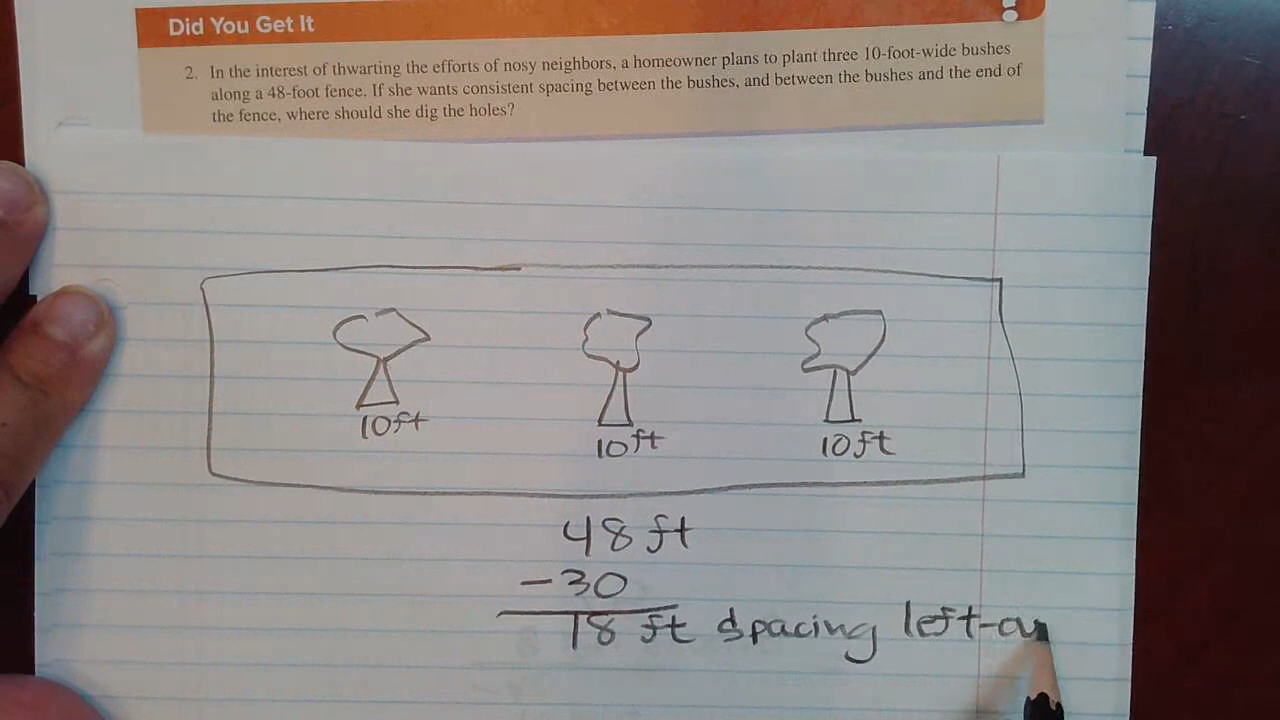 Did You Get It
2. In the interest of thwarting the efforts of nosy neighbors, a homeowner plans to plant three 10-foot-wide bushes
along a 48-foot fence. If she wants consistent spacing between the bushes, and between the bushes and the end of
the fence, where should she dig the holes?
10ft
10ft
10ft
48 ft
-30
18 ft spacing left-ov